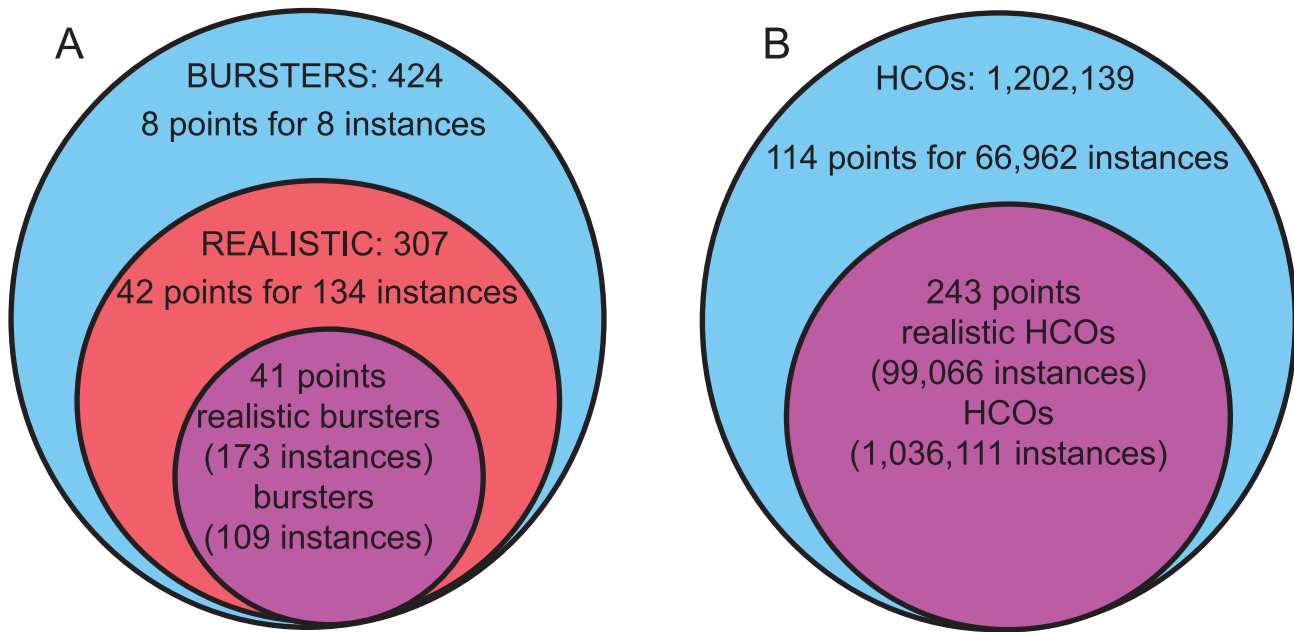 A
BURSTERS: 424
8 points for 8 instances
REALISTIC: 307
42 points for 134 instances
41 points
realistic bursters
(173 instances)
bursters
(109 instances)
B
HCOs: 1,202,139
114 points for 66,962 instances
243 points
realistic HCOs
(99,066 instances)
HCOs
(1,036,111 instances)